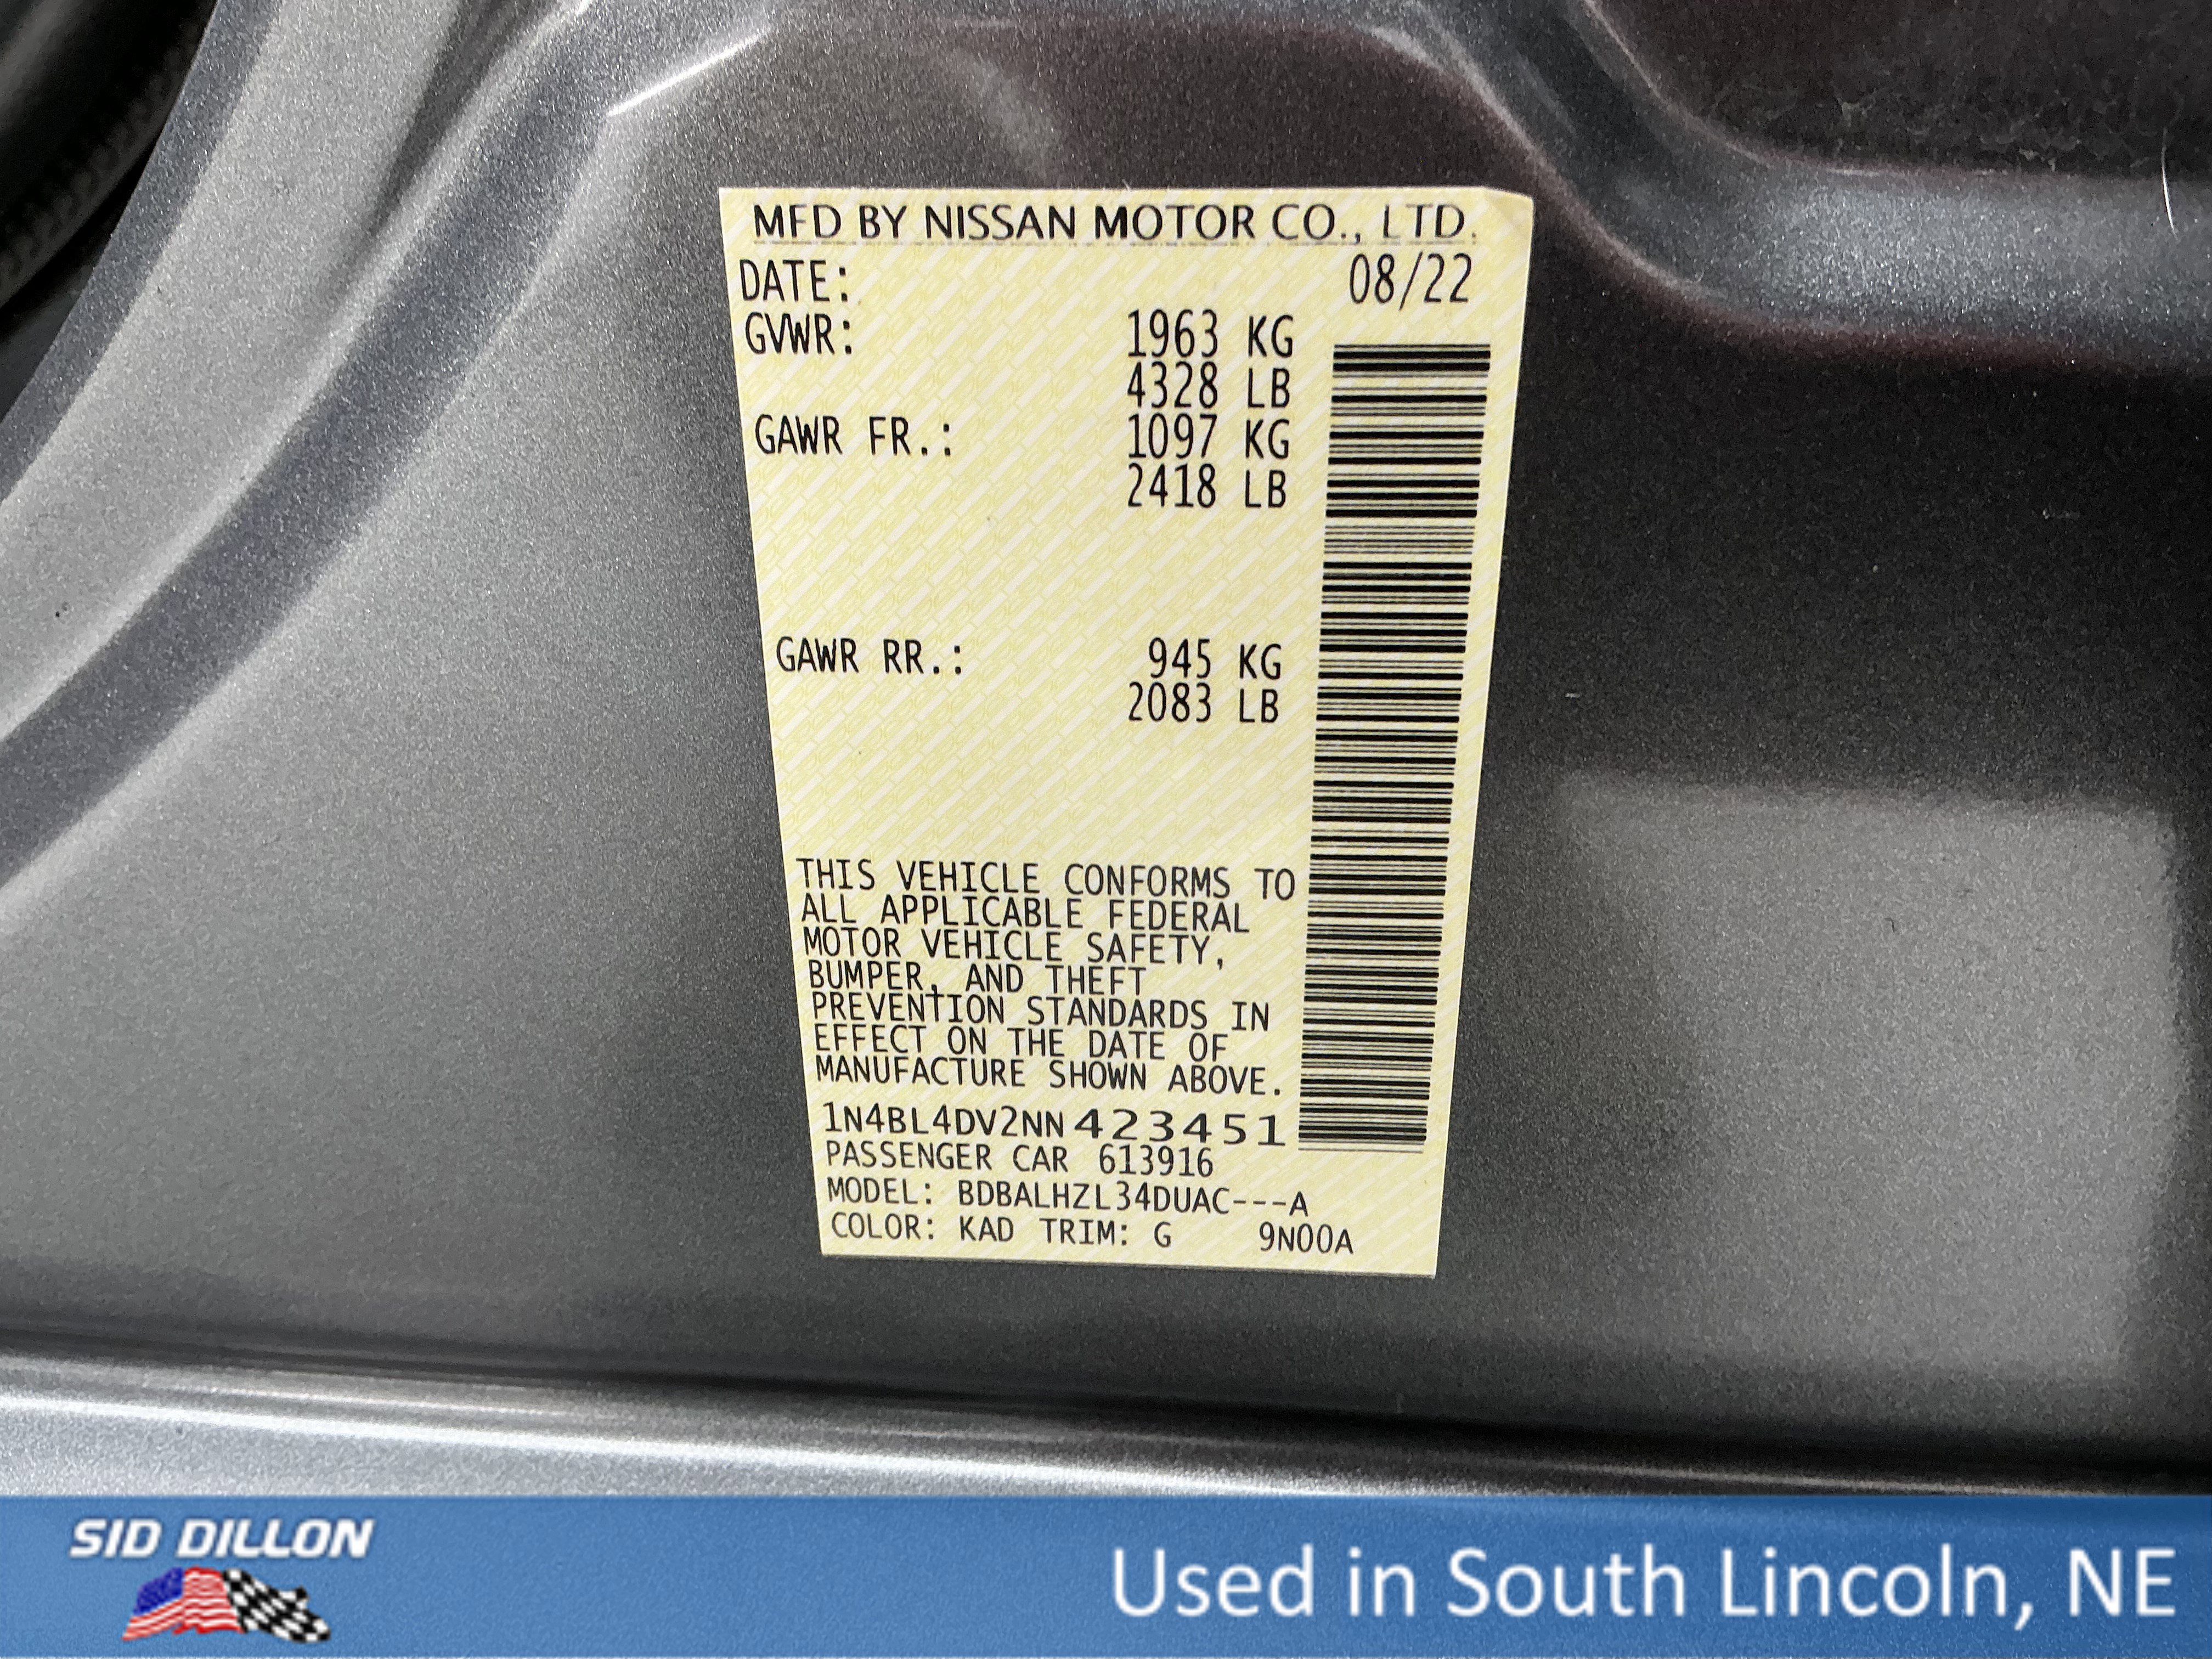 MFD BY NISSAN MOTOR CO., LTD.
DATE: 08/22
GVWR: 1963 KG
4328 LB
GAWR FR.: 1097 KG
2418 LB
GAWR RR.: 945 KG
2083 LB
THIS VEHICLE CONFORMS TO
ALL APPLICABLE FEDERAL
MOTOR VEHICLE SAFETY,
BUMPER, AND THEFT
PREVENTION STANDARDS IN
EFFECT ON THE DATE OF
MANUFACTURE SHOWN ABOVE.
1N4BL4DV2NN423451
PASSENGER CAR 613916
MODEL: BDBALHZL34DUAC---A
COLOR: KAD TRIM: G 9N00A
SID DILLON
Used in South Lincoln, NE